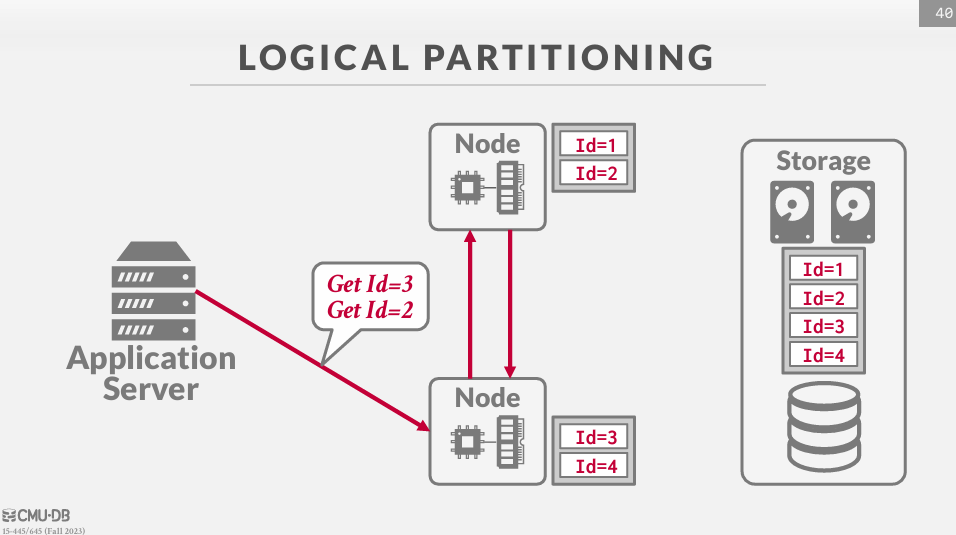 40
LOGICAL PARTITIONING
Node
Id=1
Id=2
Storage
Id=1
Id=2
Id=3
Id=4
Get Id=3
Get Id=2
Application
Server
Node
Id=3
Id=4
CMU·DB
15-445/645 (Fall 2023)